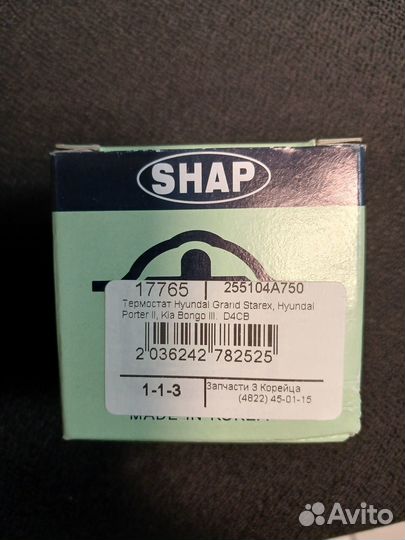 SHAP
17765 255104A750
Термостат Hyundai Grand Starex, Hyundai
Porter II, Kia Bongo III. D4CB
2 036242 782525
1-1-3 Запчасти 3 Корейца
(4822) 45-01-15
MADE IN KOREA
Avito